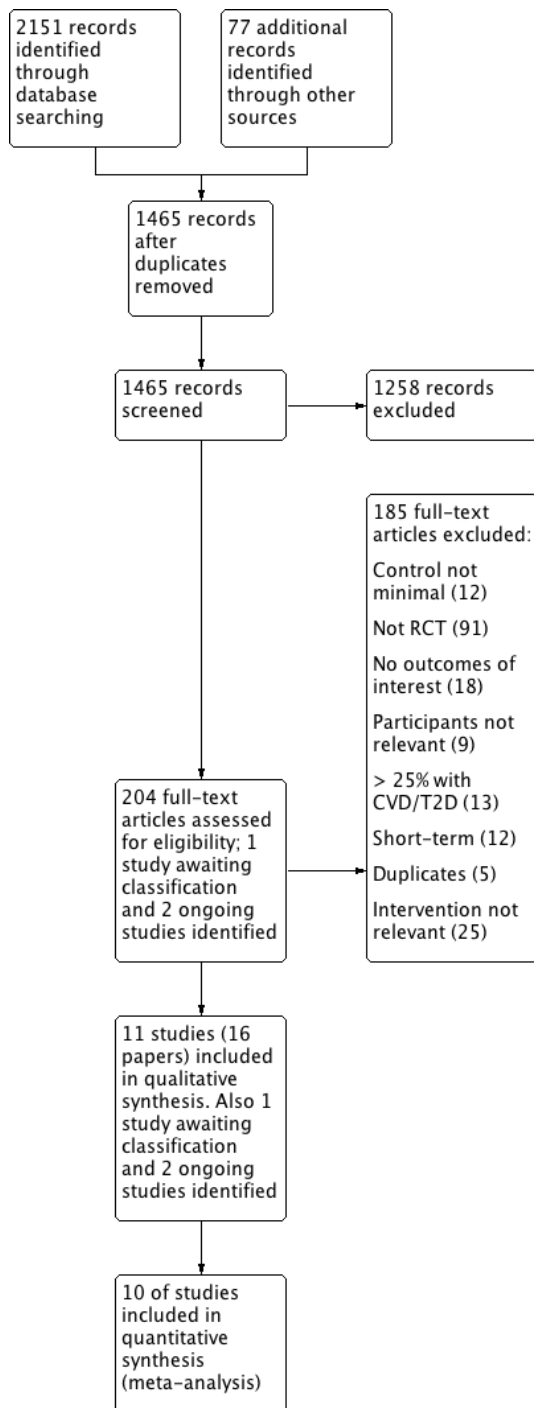 2151 records
identified
through
database
searching
77 additional
records
identified
through other
sources
1465 records
after
duplicates
removed
1465 records
screened
1258 records
excluded
185 full-text
articles excluded:
Control not
minimal (12)
Not RCT (91)
No outcomes of
interest (18)
Participants not
relevant (9)
> 25% with
CVD/T2D (13)
Short-term (12)
Duplicates (5)
Intervention not
relevant (25)
204 full-text
articles assessed
for eligibility; 1
study awaiting
classification
and 2 ongoing
studies identified
11 studies (16
papers) included
in qualitative
synthesis. Also 1
study awaiting
classification
and 2 ongoing
studies identified
10 of studies
included in
quantitative
synthesis
(meta-analysis)